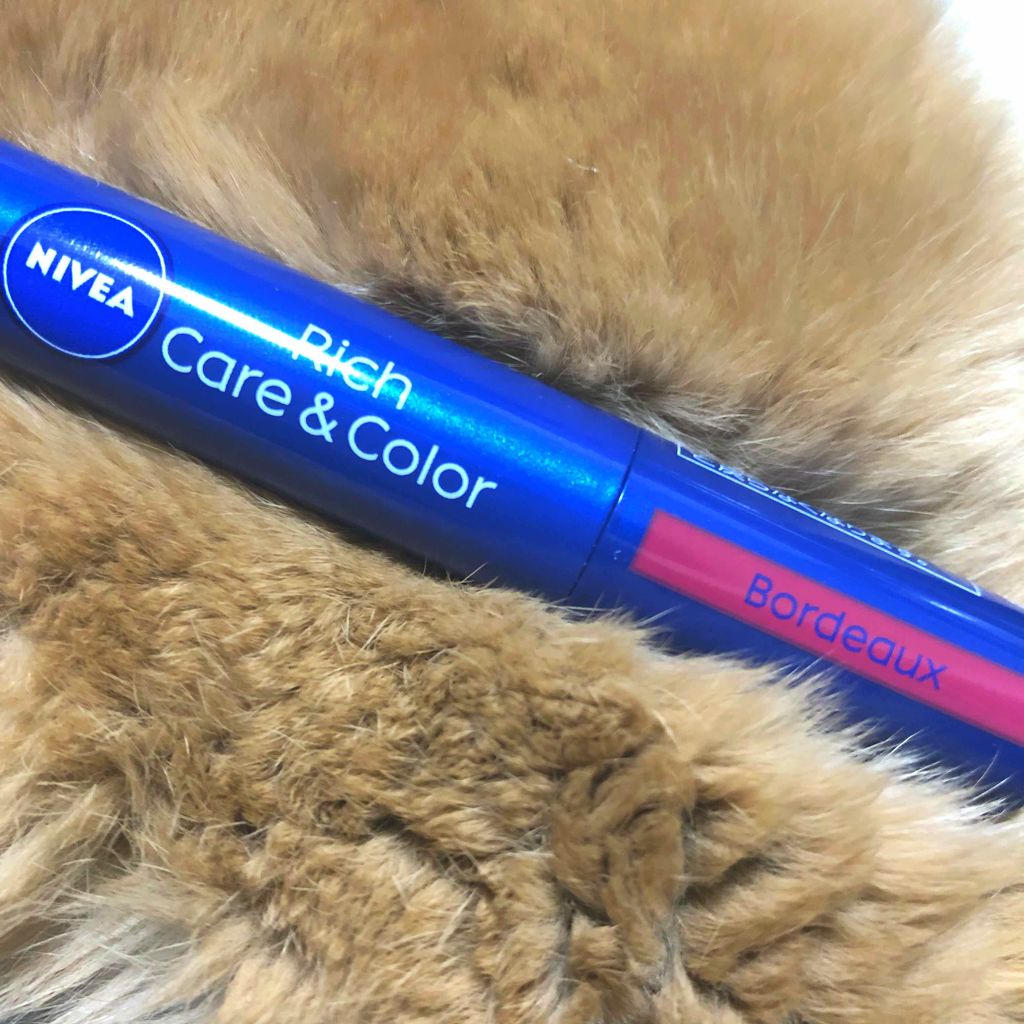 NIVEA
Rich
Care & Color
Bordeaux